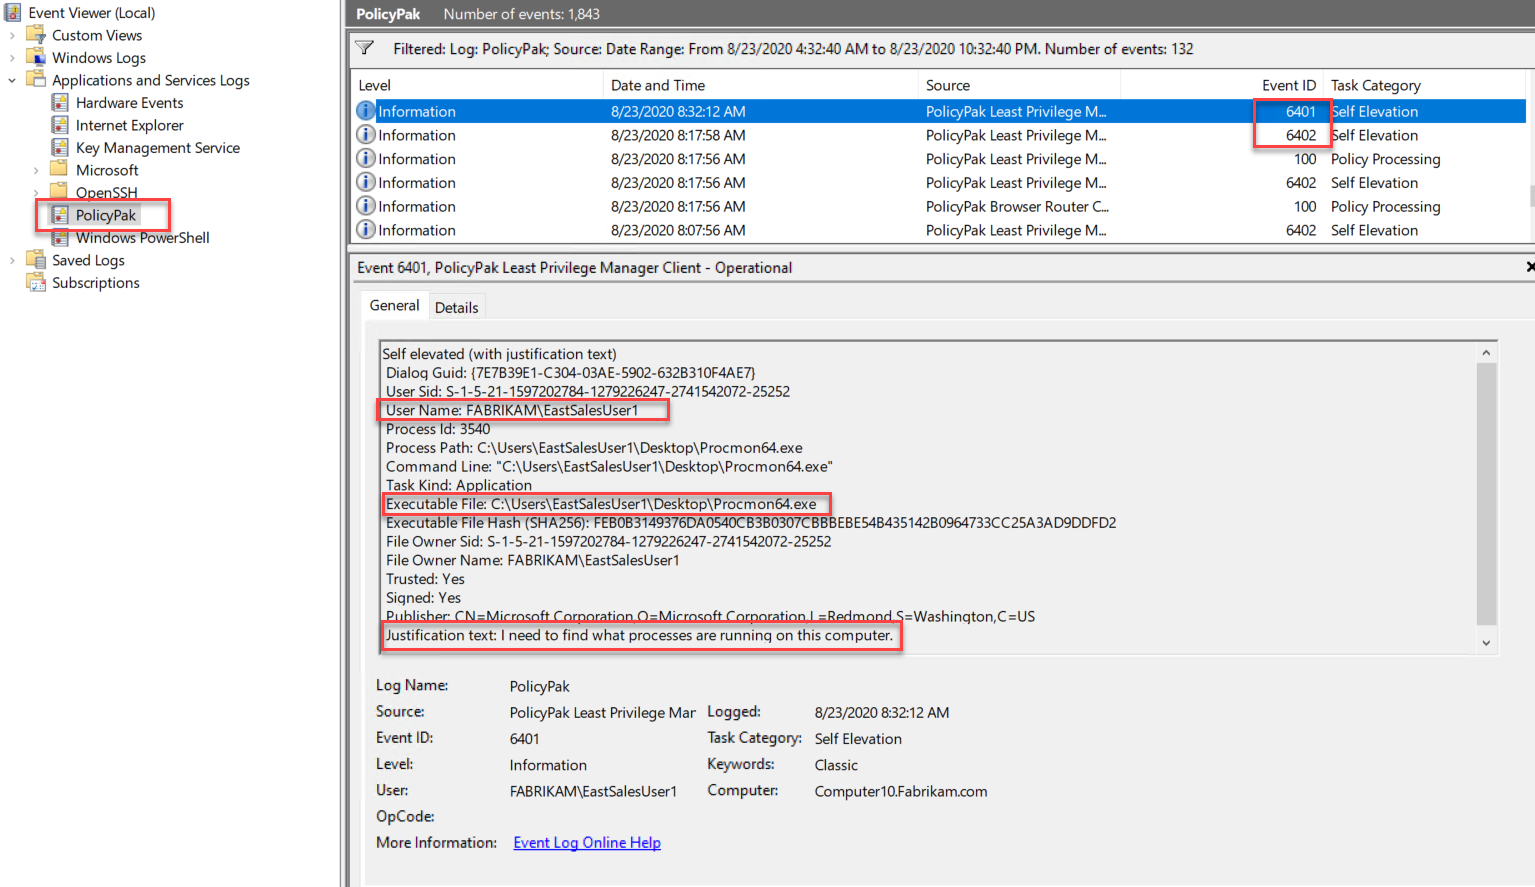 Event Viewer (Local)
Custom Views
Windows Logs
Applications and Services Logs
Hardware Events
Internet Explorer
Key Management Service
Microsoft
OpenSSH
PolicyPak
Windows PowerShell
Saved Logs
Subscriptions
PolicyPak Number of events: 1,843
Filtered: Log: PolicyPak; Source: Date Range: From 8/23/2020 4:32:40 AM to 8/23/2020 10:32:40 PM. Number of events: 132
Level Date and Time Source Event ID Task Category
Information 8/23/2020 8:32:12 AM PolicyPak Least Privilege M... 6401 Self Elevation
Information 8/23/2020 8:17:58 AM PolicyPak Least Privilege M... 6402 Self Elevation
Information 8/23/2020 8:17:56 AM PolicyPak Least Privilege M... 100 Policy Processing
Information 8/23/2020 8:17:56 AM PolicyPak Least Privilege M... 6402 Self Elevation
Information 8/23/2020 8:17:56 AM PolicyPak Browser Router C... 100 Policy Processing
Information 8/23/2020 8:07:56 AM PolicyPak Least Privilege M... 6402 Self Elevation
Event 6401, PolicyPak Least Privilege Manager Client - Operational
General Details
Self elevated (with justification text)
Dialog Guid: {7E7B39E1-C304-03AE-5902-632B310F4AE7}
User Sid: S-1-5-21-1597202784-1279226247-2741542072-25252
User Name: FABRIKAM\EastSalesUser1
Process Id: 3540
Process Path: C:\Users\EastSalesUser1\Desktop\Procmon64.exe
Command Line: "C:\Users\EastSalesUser1\Desktop\Procmon64.exe"
Task Kind: Application
Executable File: C:\Users\EastSalesUser1\Desktop\Procmon64.exe
Executable File Hash (SHA256): FEB0B3149376DA0540CB3B0307CBBBEBE54B435142B0964733CC25A3AD9DDFD2
File Owner Sid: S-1-5-21-1597202784-1279226247-2741542072-25252
File Owner Name: FABRIKAM\EastSalesUser1
Trusted: Yes
Signed: Yes
Publisher: CN=Microsoft Corporation,O=Microsoft Corporation,L=Redmond,S=Washington,C=US
Justification text: I need to find what processes are running on this computer.
Log Name: PolicyPak
Source: PolicyPak Least Privilege Mar Logged: 8/23/2020 8:32:12 AM
Event ID: 6401 Task Category: Self Elevation
Level: Information Keywords: Classic
User: FABRIKAM\EastSalesUser1 Computer: Computer10.Fabrikam.com
OpCode:
More Information: Event Log Online Help